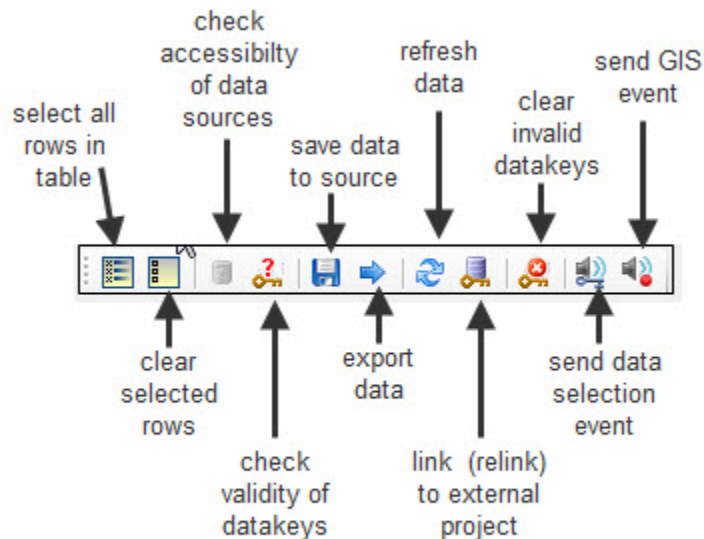 select all
rows in
table
check
accessibilty
of data
sources
save data
to source
refresh
data
clear
invalid
datakeys
send GIS
event
clear
selected
rows
check
validity of
datakeys
export
data
link (relink)
to external
project
send data
selection
event